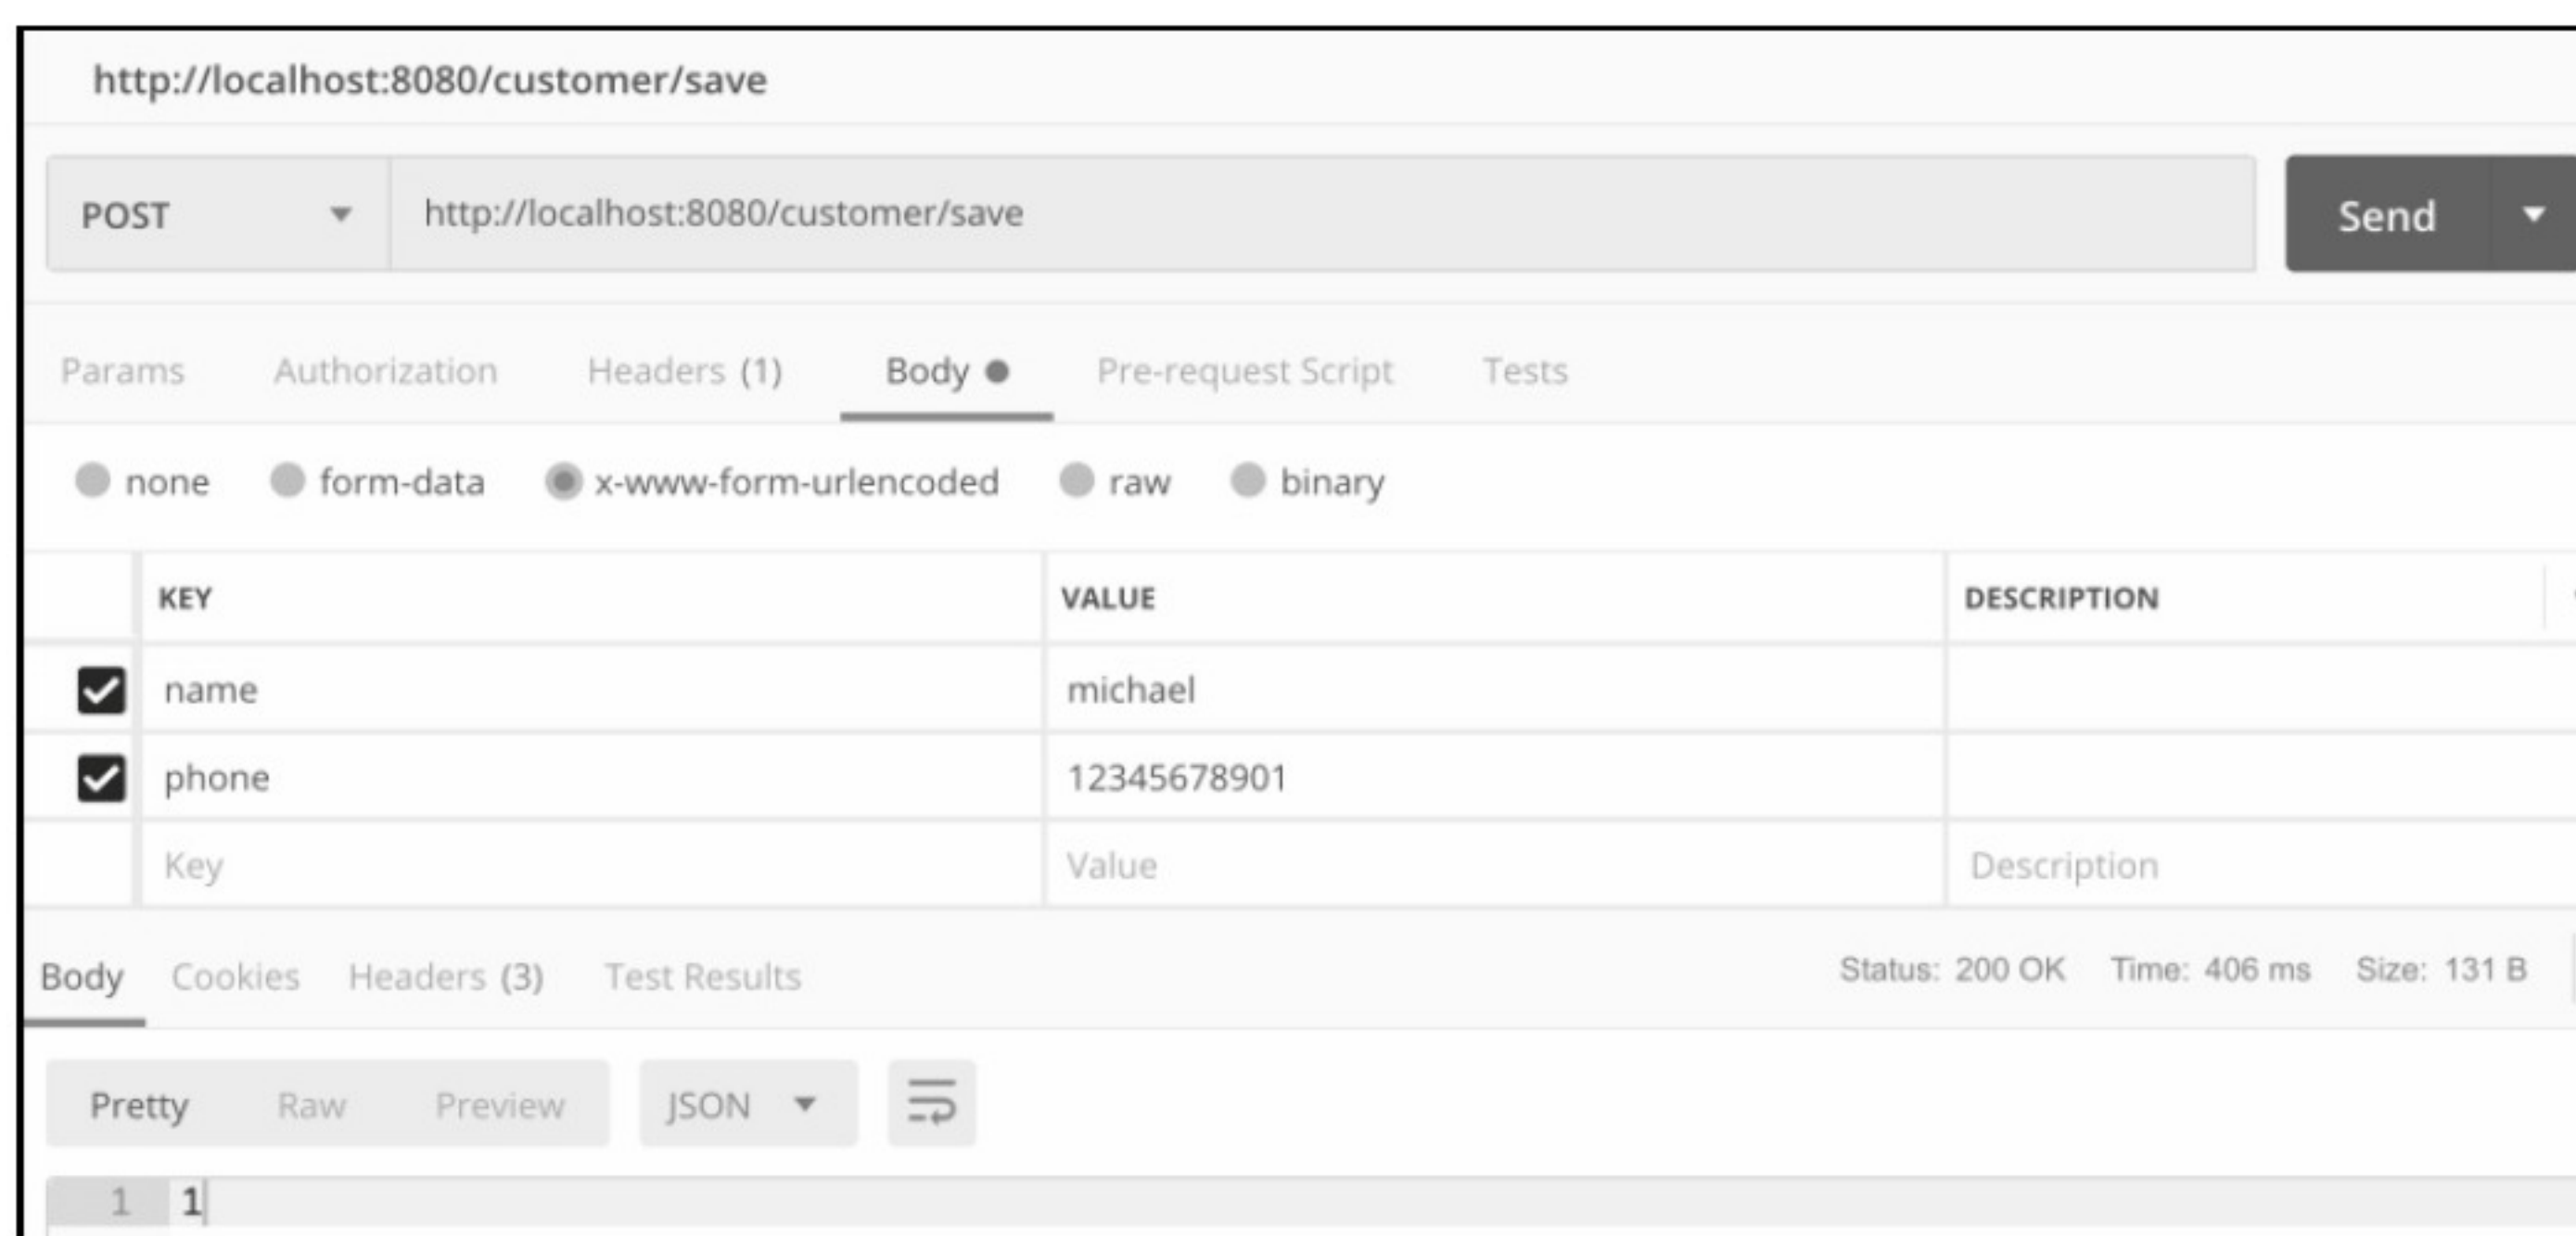 http://localhost:8080/customer/save
POST http://localhost:8080/customer/save Send
Params Authorization Headers (1) Body Pre-request Script Tests
none form-data x-www-form-urlencoded raw binary
KEY VALUE DESCRIPTION
name michael
phone 12345678901
Key Value Description
Body Cookies Headers (3) Test Results Status: 200 OK Time: 406 ms Size: 131 B
Pretty Raw Preview JSON
1 1